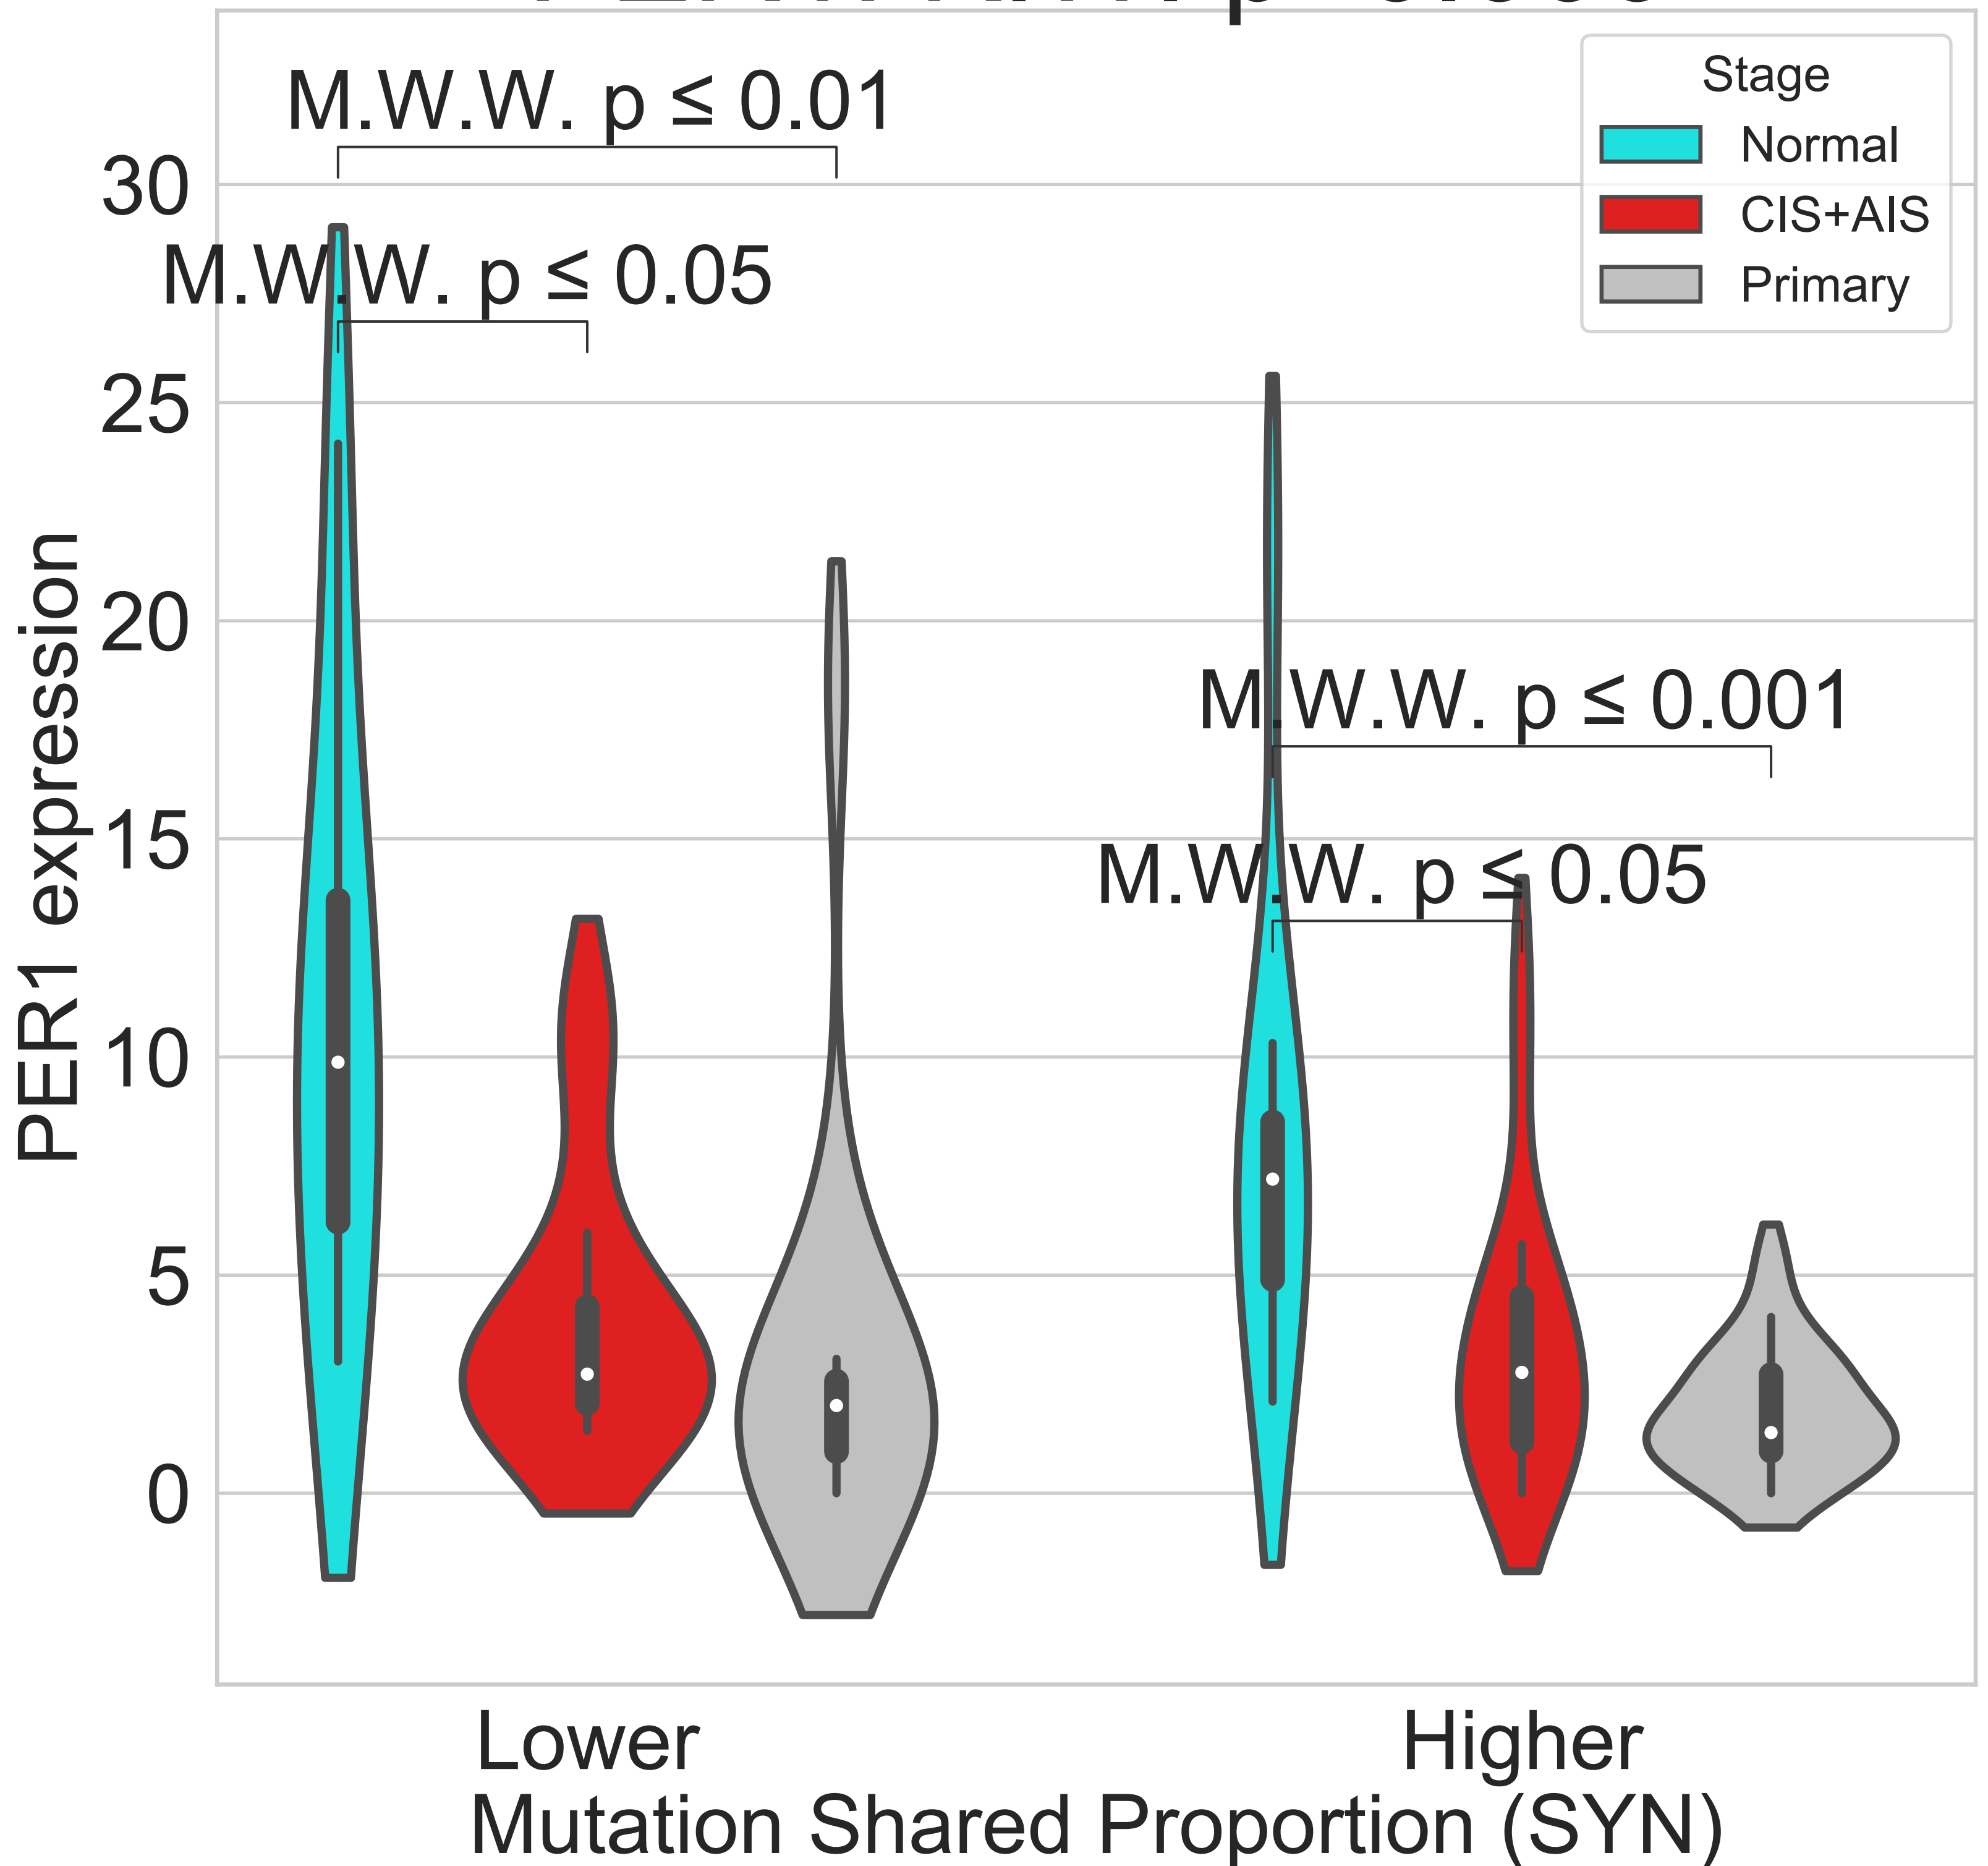 M.W.W. p ≤ 0.01
M.W.W. p ≤ 0.05
M.W.W. p ≤ 0.001
M.W.W. p ≤ 0.05
Stage
Normal
CIS+AIS
Primary
PER1 expression
30
25
20
15
10
5
0
Lower
Higher
Mutation Shared Proportion (SYN)